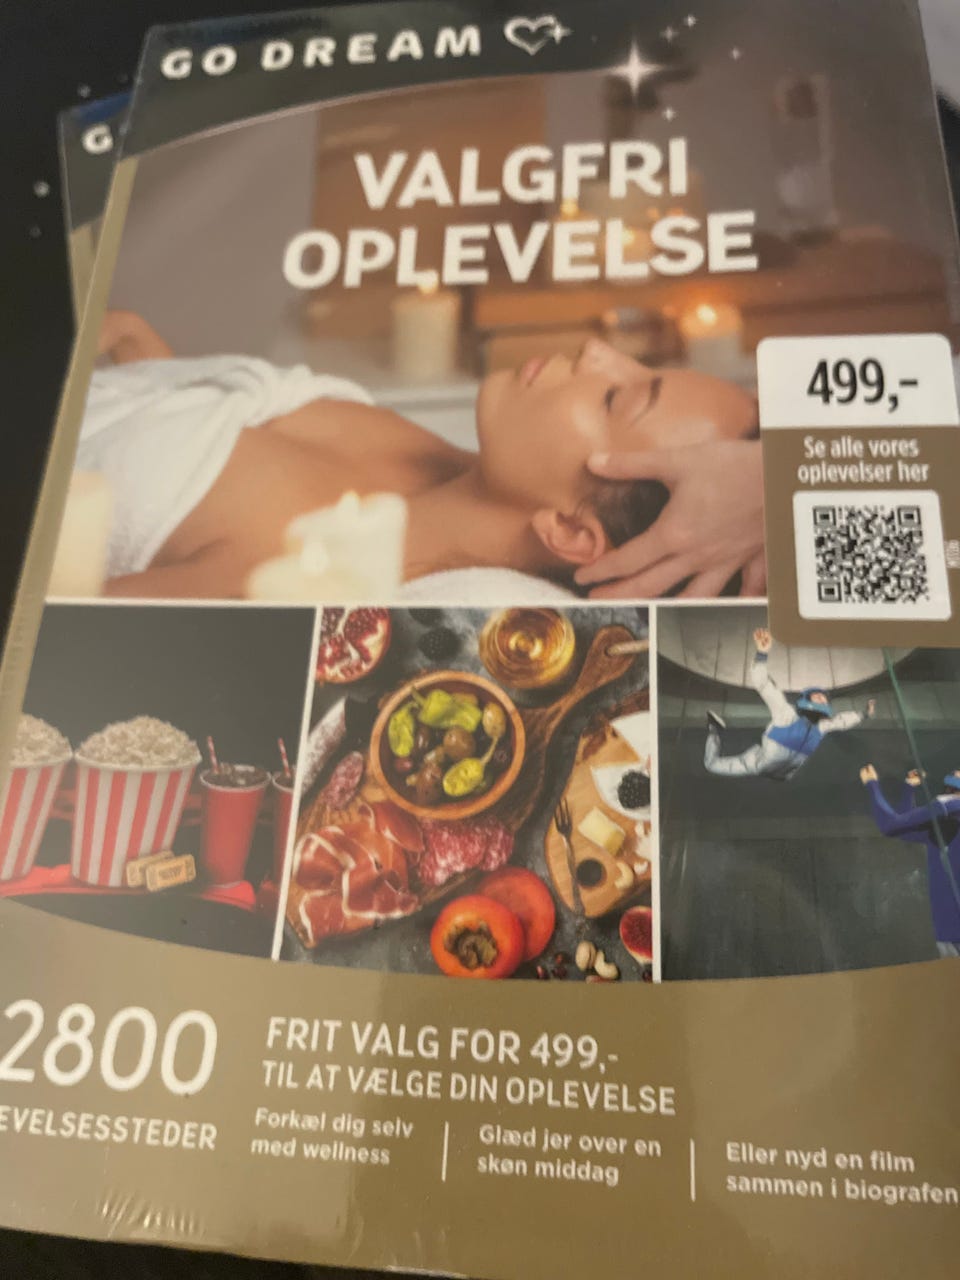 GO DREAM
G
VALGFRI
OPLEVELSE
499,-
Se alle vores
oplevelser her
2800
EVELSESSTEDER
FRIT VALG FOR 499,-
TIL AT VÆLGE DIN OPLEVELSE
Forkæl dig selv
med wellness
Glæd jer over en
skøn middag
Eller nyd en film
sammen i biografen